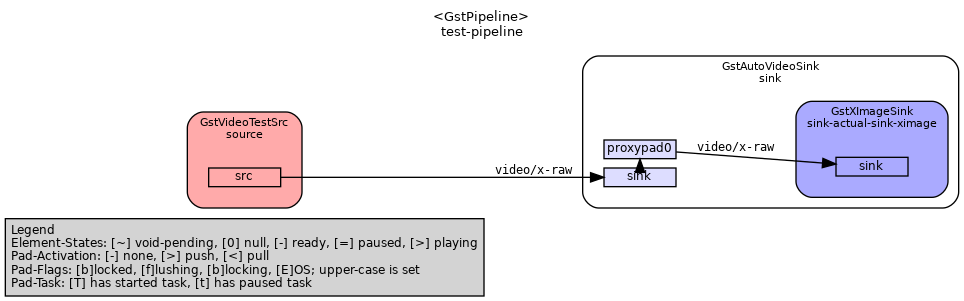 <GstPipeline>
test-pipeline
GstAutoVideoSink
sink
GstXImageSink
sink-actual-sink-ximage
GstVideoTestSrc
source
proxypad0
video/x-raw
sink
src
video/x-raw
sink
Legend
Element-States: [~] void-pending, [0] null, [-] ready, [=] paused, [>] playing
Pad-Activation: [-] none, [>] push, [<] pull
Pad-Flags: [b]locked, [f]lushing, [b]locking, [E]OS; upper-case is set
Pad-Task: [T] has started task, [t] has paused task